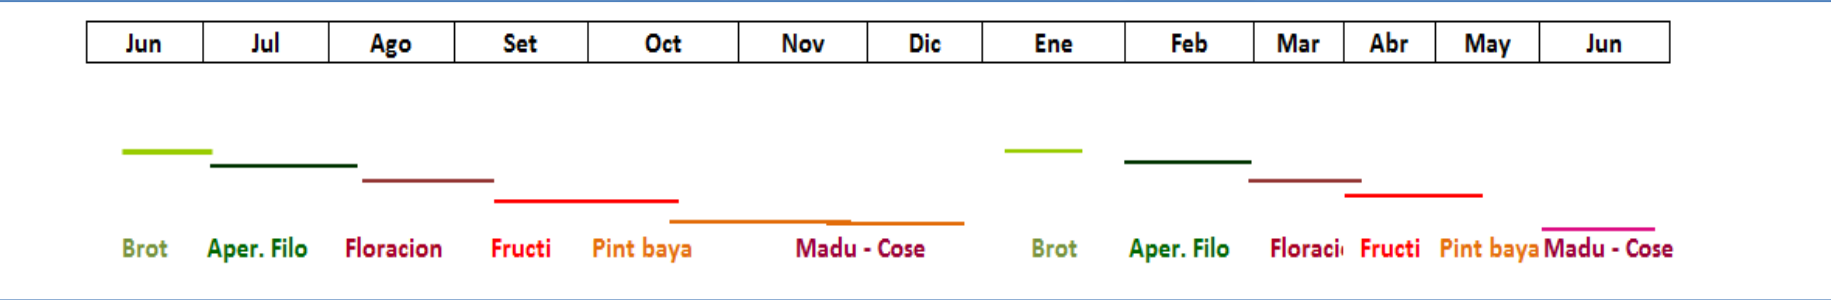 Jun Jul Ago Set Oct Nov Dic Ene Feb Mar Abr May Jun
Brot Aper. Filo Floracion Fructi Pint baya Madu - Cose Brot Aper. Filo Floraci Fructi Pint baya Madu - Cose